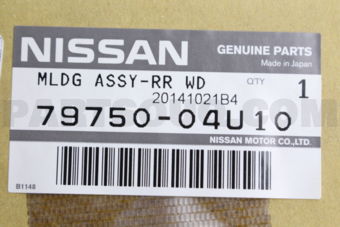 NISSAN
GENUINE PARTS
Made in Japan
MLDG ASSY-RR WD
QTY
1
20141021B4
79750-04U10
NISSAN MOTOR CO.,LTD.
B1148